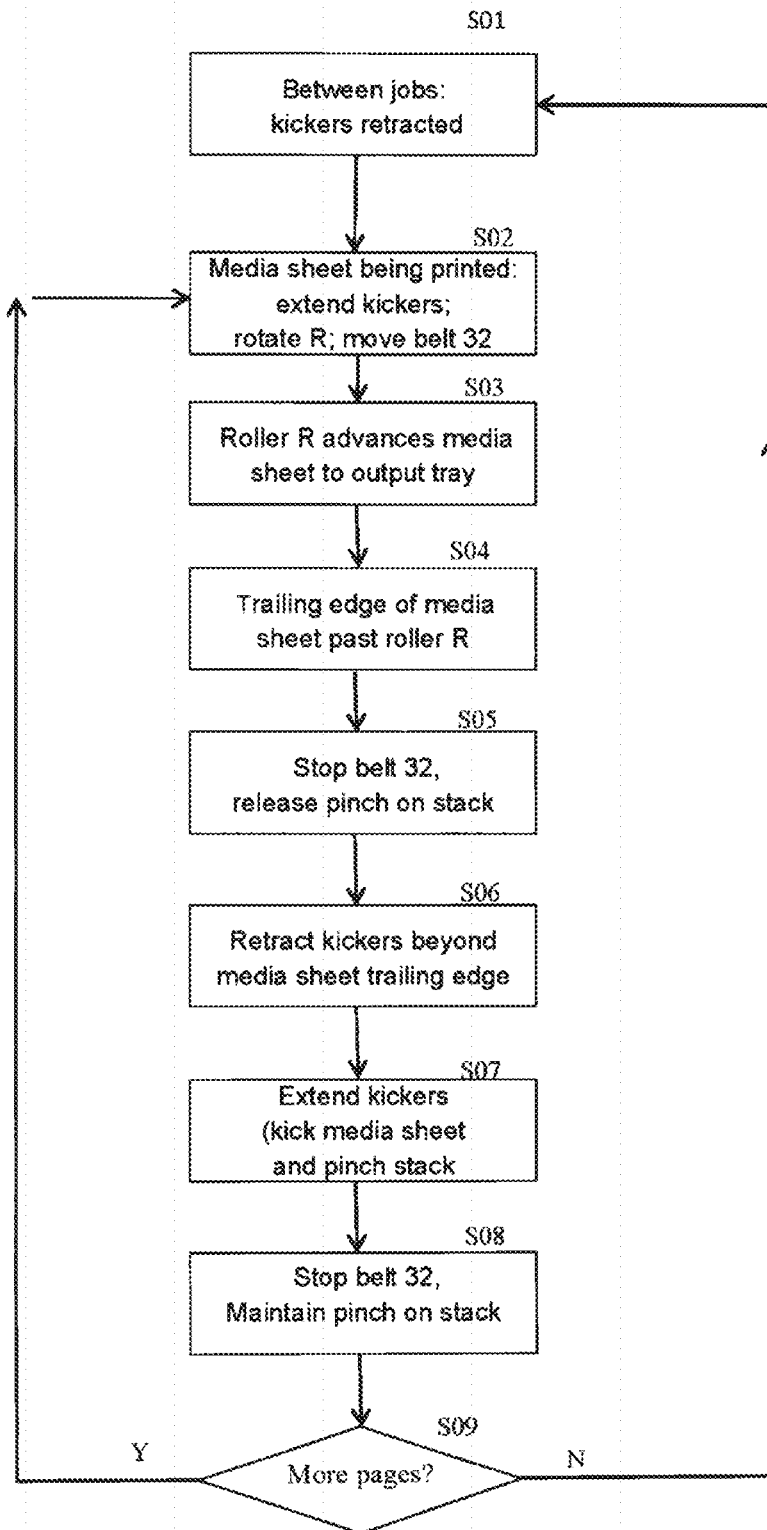 S01
Between jobs:
kickers retracted
S02
Media sheet being printed:
extend kickers;
rotate R; move belt 32
S03
Roller R advances media
sheet to output tray
S04
Trailing edge of media
sheet past roller R
S05
Stop belt 32,
release pinch on stack
S06
Retract kickers beyond
media sheet trailing edge
S07
Extend kickers
(kick media sheet
and pinch stack
S08
Stop belt 32,
Maintain pinch on stack
S09
Y
More pages?
N